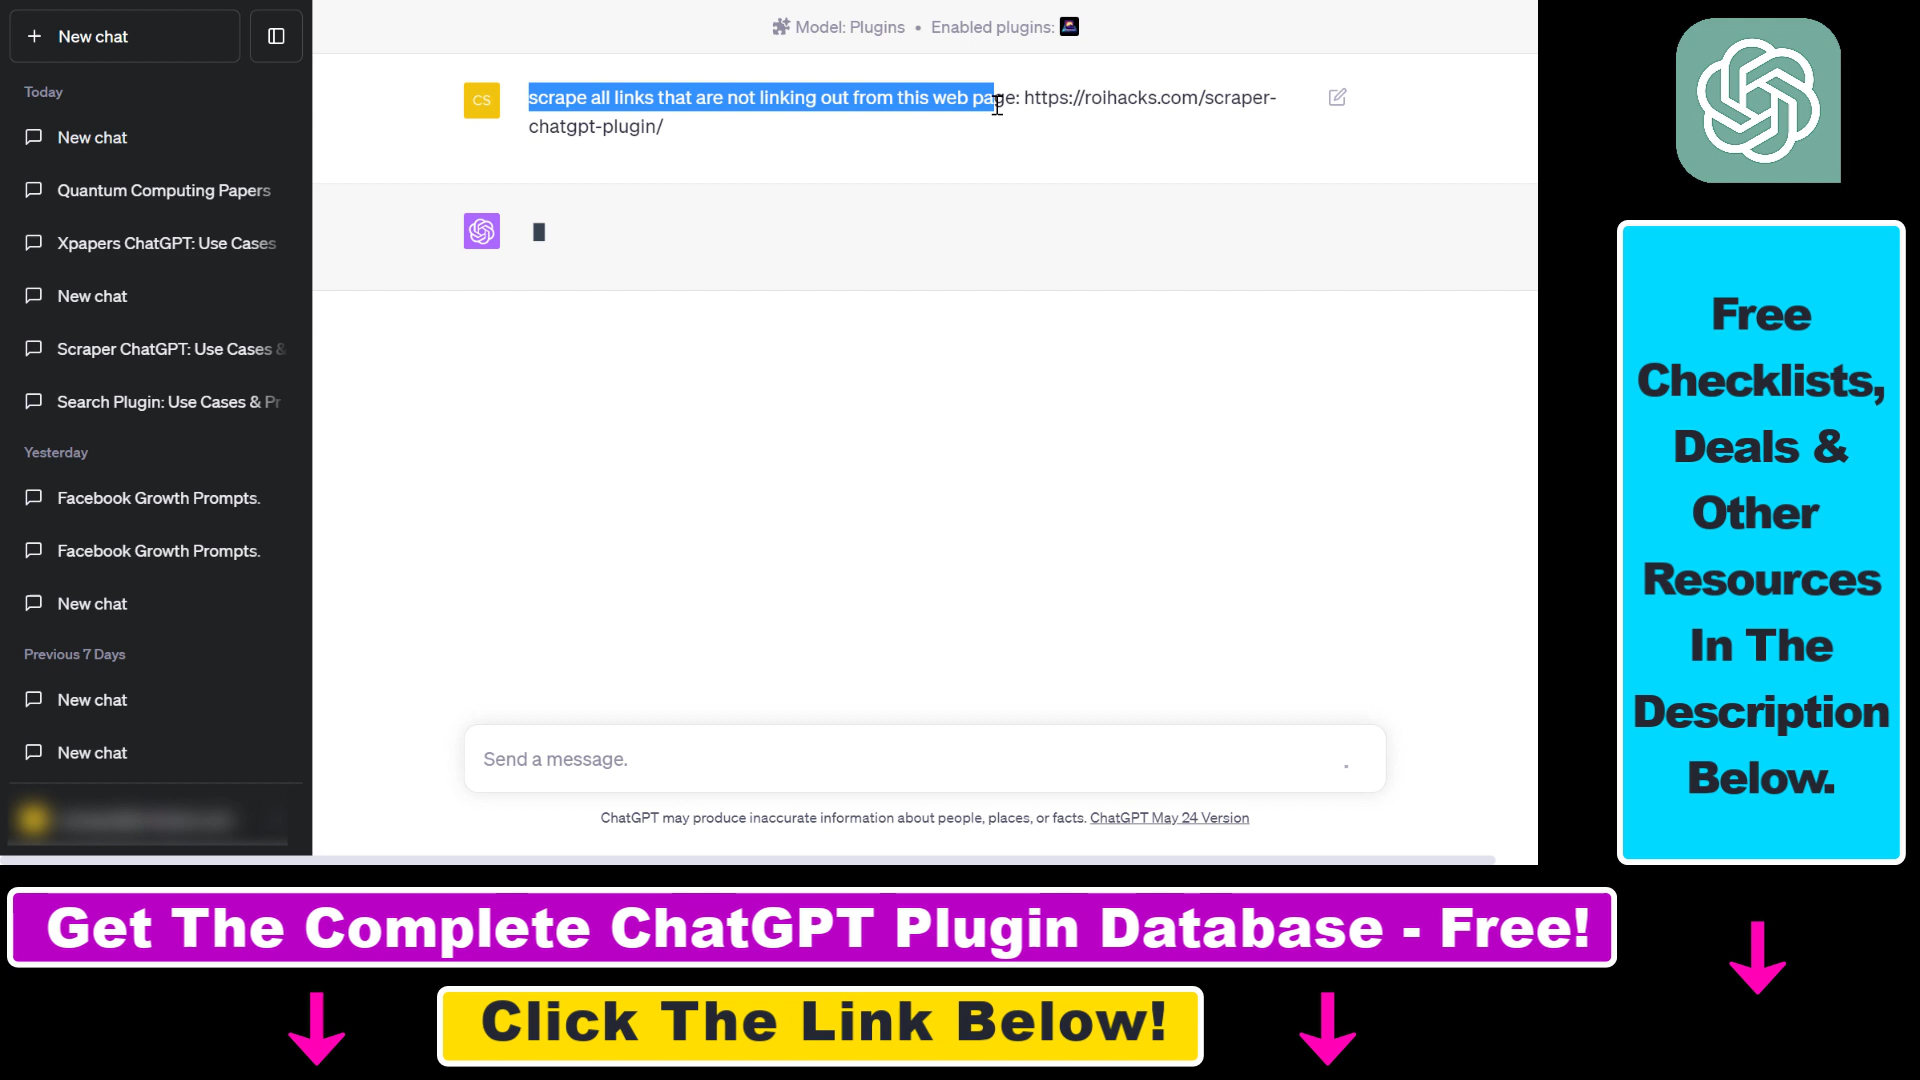 New chat
Today
New chat
Quantum Computing Papers
Xpapers ChatGPT: Use Cases
New chat
Scraper ChatGPT: Use Cases &
Search Plugin: Use Cases & Pr
Yesterday
Facebook Growth Prompts.
Facebook Growth Prompts.
New chat
Previous 7 Days
New chat
New chat
Model: Plugins • Enabled plugins:
CS
scrape all links that are not linking out from this web page: https://roihacks.com/scraper-
chatgpt-plugin/
Send a message.
ChatGPT may produce inaccurate information about people, places, or facts. ChatGPT May 24 Version
Free
Checklists,
Deals &
Other
Resources
In The
Description
Below.
Get The Complete ChatGPT Plugin Database - Free!
Click The Link Below!